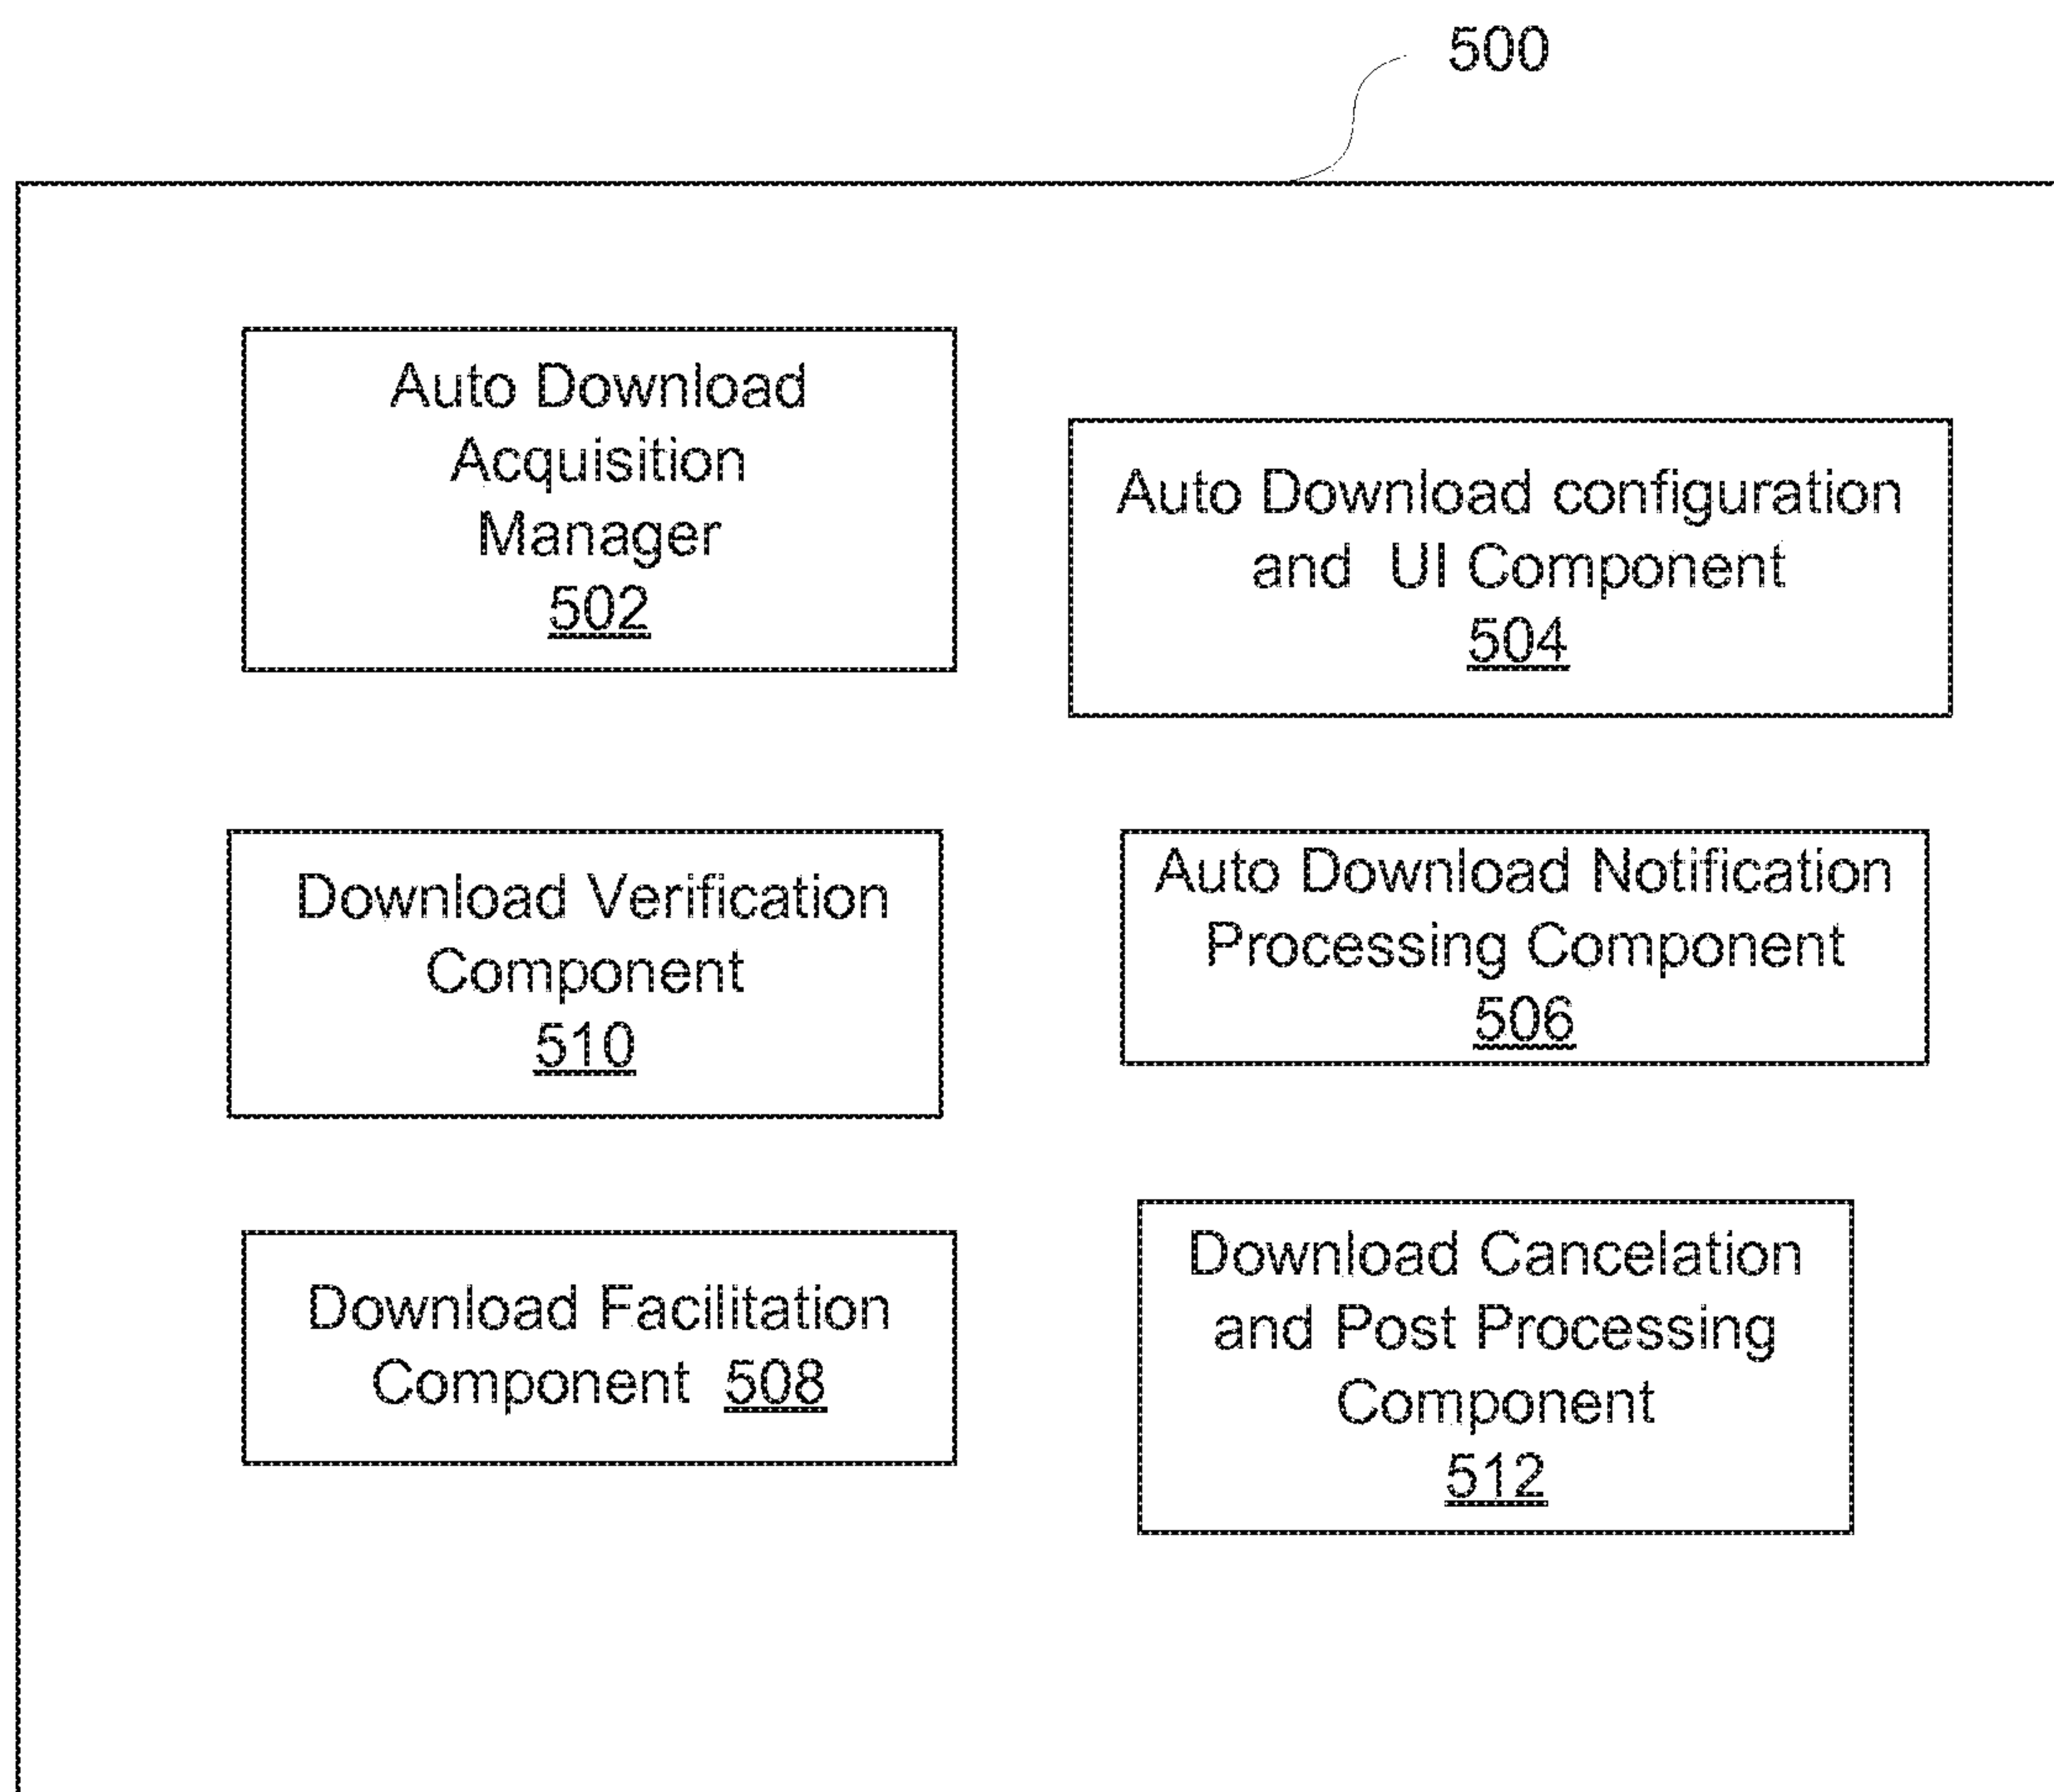 500
Auto Download
Acquisition
Manager
502
Auto Download configuration
and UI Component
504
Download Verification
Component
510
Auto Download Notification
Processing Component
506
Download Facilitation
Component 508
Download Cancelation
and Post Processing
Component
512